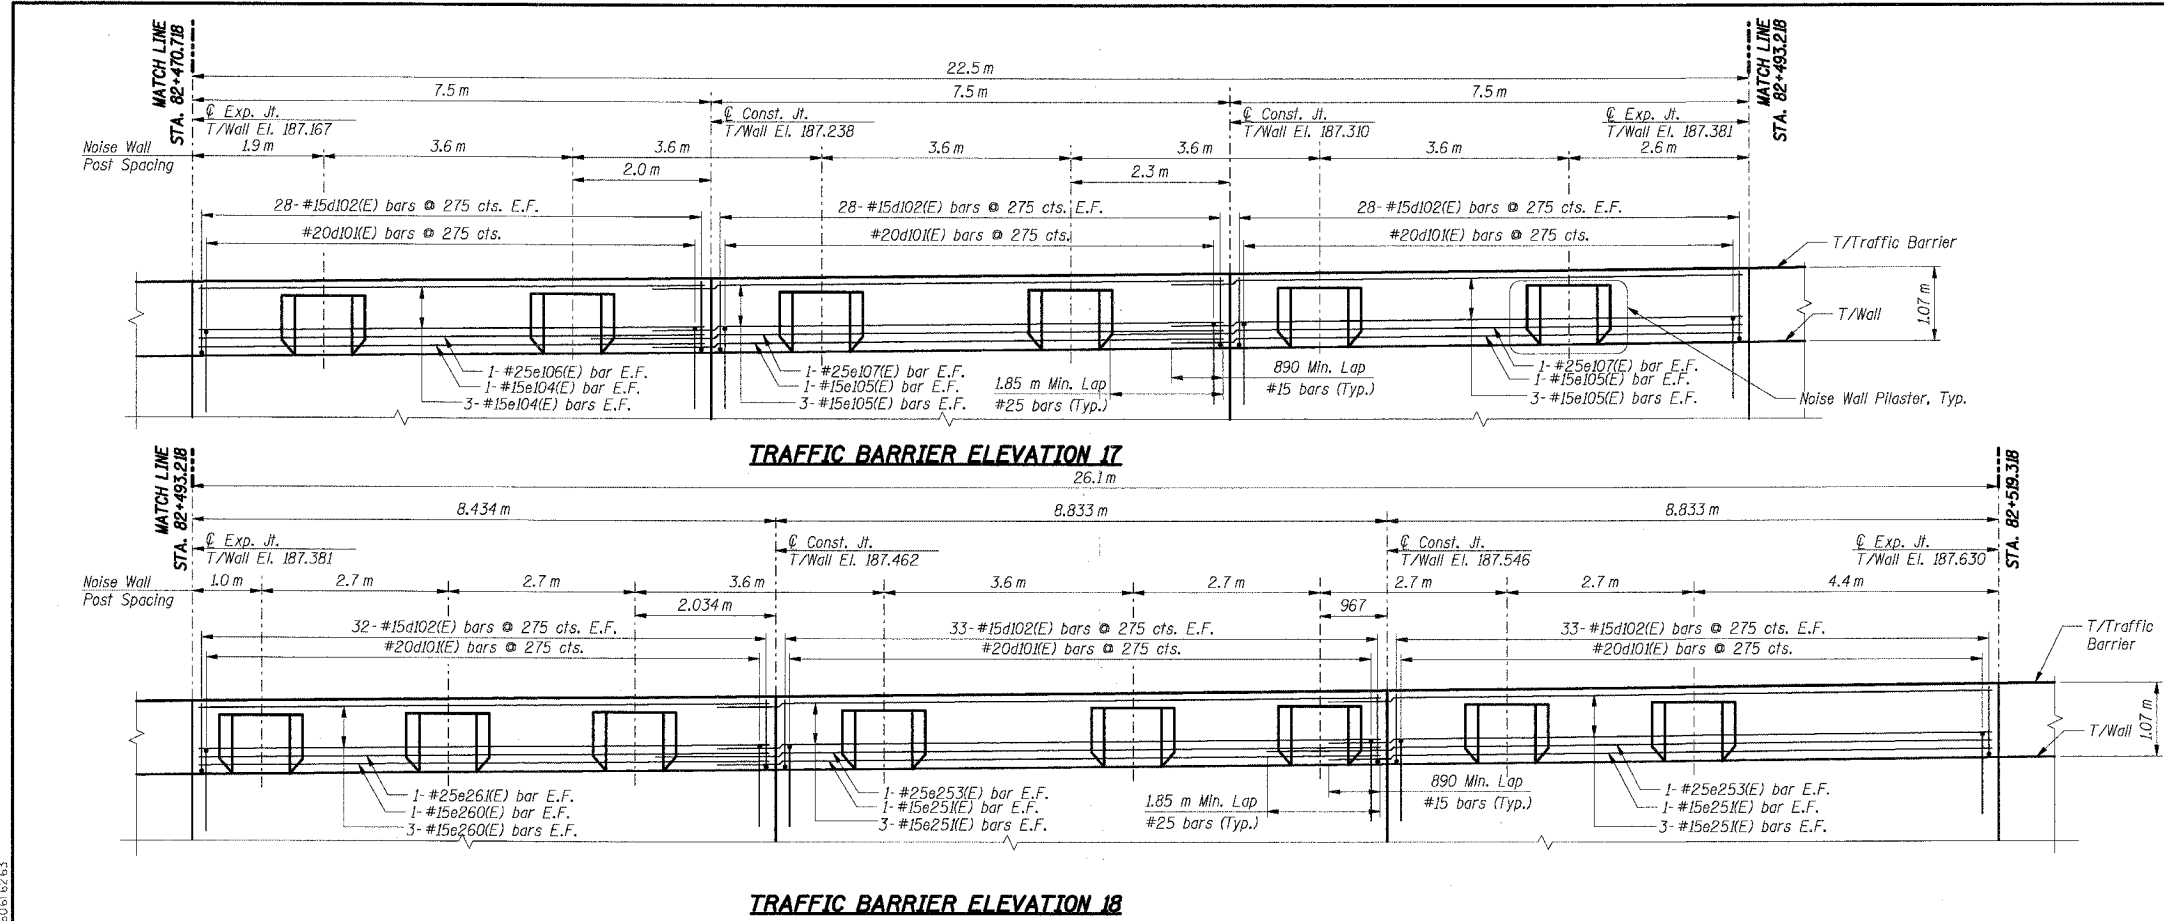 MATCH LINE
STA. 82+470.718
22.5 m
MATCH LINE
STA. 82+493.218
7.5 m
7.5 m
7.5 m
℄ Exp. Jt.
T/Wall El. 187.167
℄ Const. Jt.
T/Wall El. 187.238
℄ Const. Jt.
T/Wall El. 187.310
℄ Exp. Jt.
T/Wall El. 187.381
Noise Wall
Post Spacing
1.9 m
3.6 m
3.6 m
3.6 m
3.6 m
3.6 m
2.6 m
2.0 m
2.3 m
28- #15d102(E) bars @ 275 cts. E.F.
#20d101(E) bars @ 275 cts.
28- #15d102(E) bars @ 275 cts. E.F.
#20d101(E) bars @ 275 cts.
28- #15d102(E) bars @ 275 cts. E.F.
#20d101(E) bars @ 275 cts.
T/Traffic Barrier
T/Wall
1.07 m
1- #25e106(E) bar E.F.
1- #15e104(E) bar E.F.
3- #15e104(E) bars E.F.
1- #25e107(E) bar E.F.
1- #15e105(E) bar E.F.
3- #15e105(E) bars E.F.
1.85 m Min. Lap
#25 bars (Typ.)
890 Min. Lap
#15 bars (Typ.)
1- #25e107(E) bar E.F.
1- #15e105(E) bar E.F.
3- #15e105(E) bars E.F.
Noise Wall Pilaster, Typ.
TRAFFIC BARRIER ELEVATION 17
MATCH LINE
STA. 82+493.218
26.1 m
STA. 82+519.318
8.434 m
8.833 m
8.833 m
℄ Exp. Jt.
T/Wall El. 187.381
℄ Const. Jt.
T/Wall El. 187.462
℄ Const. Jt.
T/Wall El. 187.546
℄ Exp. Jt.
T/Wall El. 187.630
Noise Wall
Post Spacing
1.0 m
2.7 m
2.7 m
3.6 m
3.6 m
2.7 m
2.7 m
2.7 m
4.4 m
2.034 m
967
32- #15d102(E) bars @ 275 cts. E.F.
#20d101(E) bars @ 275 cts.
33- #15d102(E) bars @ 275 cts. E.F.
#20d101(E) bars @ 275 cts.
33- #15d102(E) bars @ 275 cts. E.F.
#20d101(E) bars @ 275 cts.
T/Traffic
Barrier
T/Wall
1.07 m
1- #25e261(E) bar E.F.
1- #15e260(E) bar E.F.
3- #15e260(E) bars E.F.
1- #25e253(E) bar E.F.
1- #15e251(E) bar E.F.
3- #15e251(E) bars E.F.
1.85 m Min. Lap
#25 bars (Typ.)
890 Min. Lap
#15 bars (Typ.)
1- #25e253(E) bar E.F.
1- #15e251(E) bar E.F.
3- #15e251(E) bars E.F.
TRAFFIC BARRIER ELEVATION 18